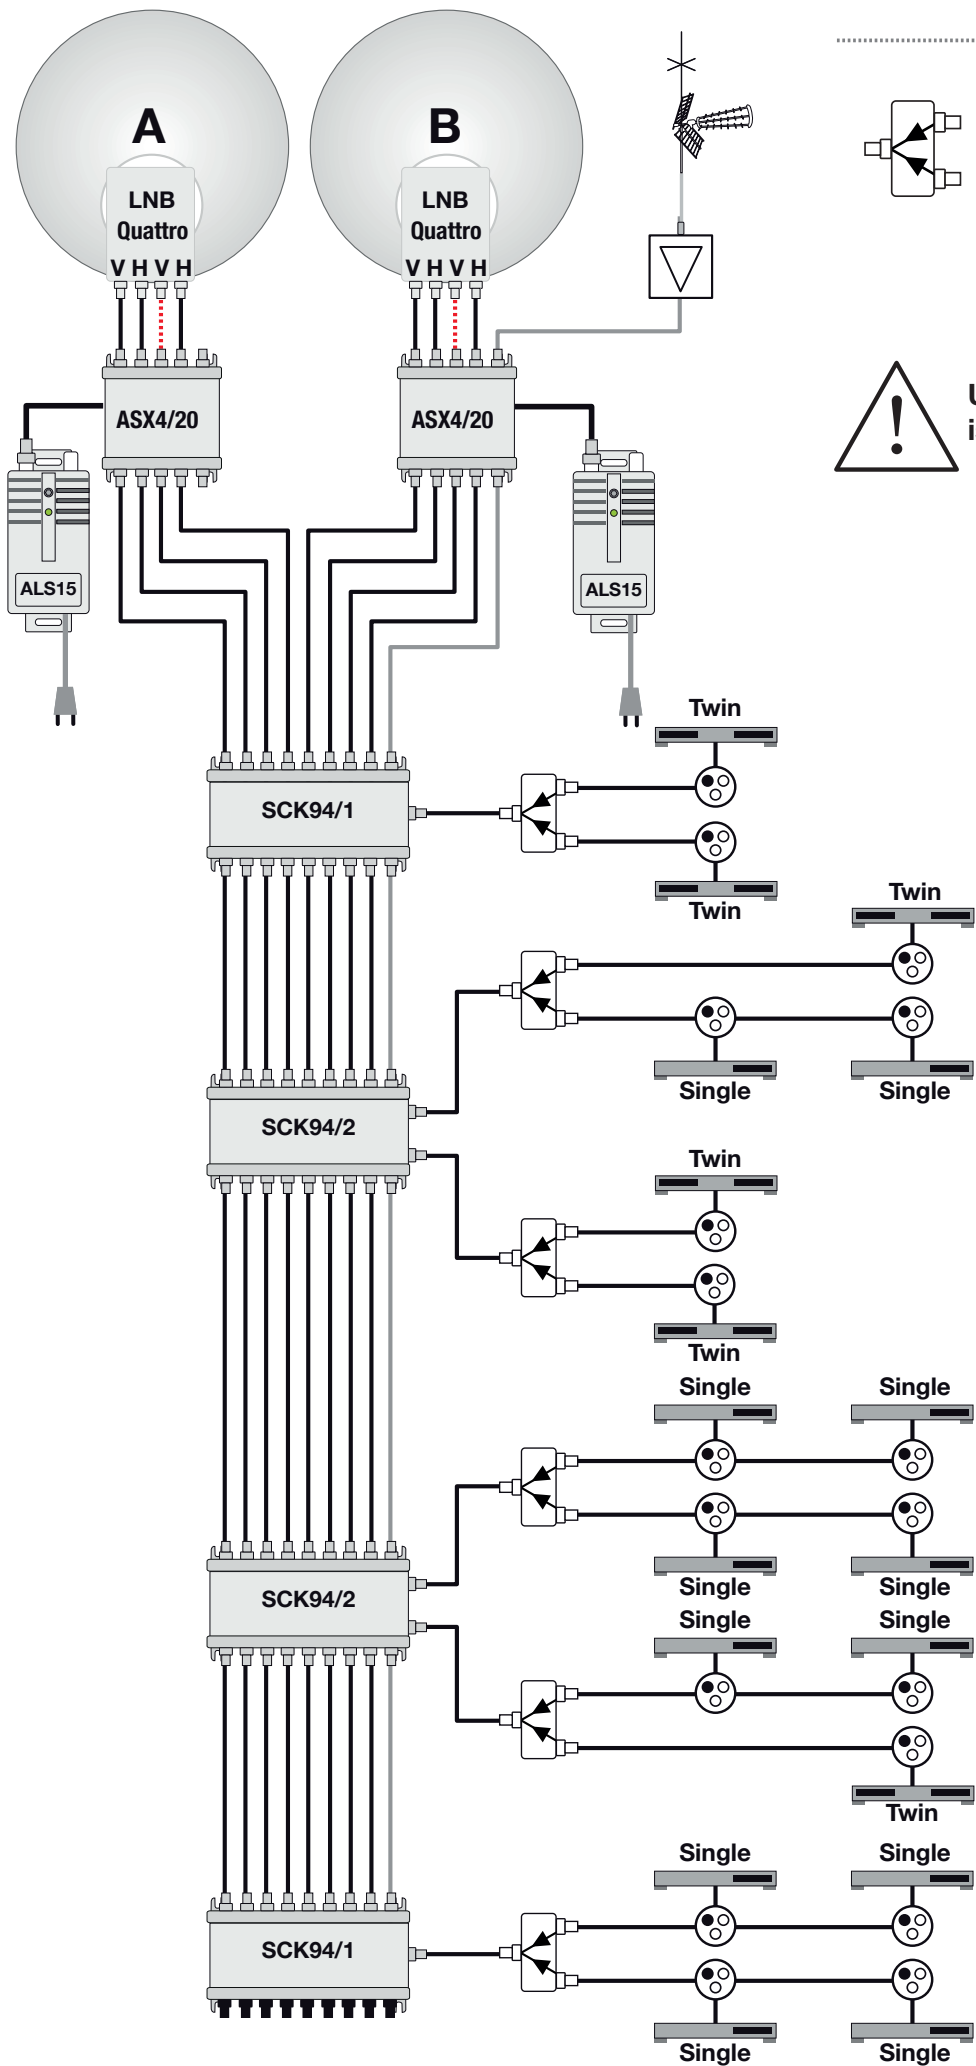 A
B
LNB
Quattro
V H V H
LNB
Quattro
V H V H
ASX4/20
ASX4/20
!
ALS15
ALS15
Twin
SCK94/1
Twin
Twin
SCK94/2
Single
Single
Twin
Twin
Single
Single
SCK94/2
Single
Single
Single
Single
Twin
Single
Single
SCK94/1
Single
Single